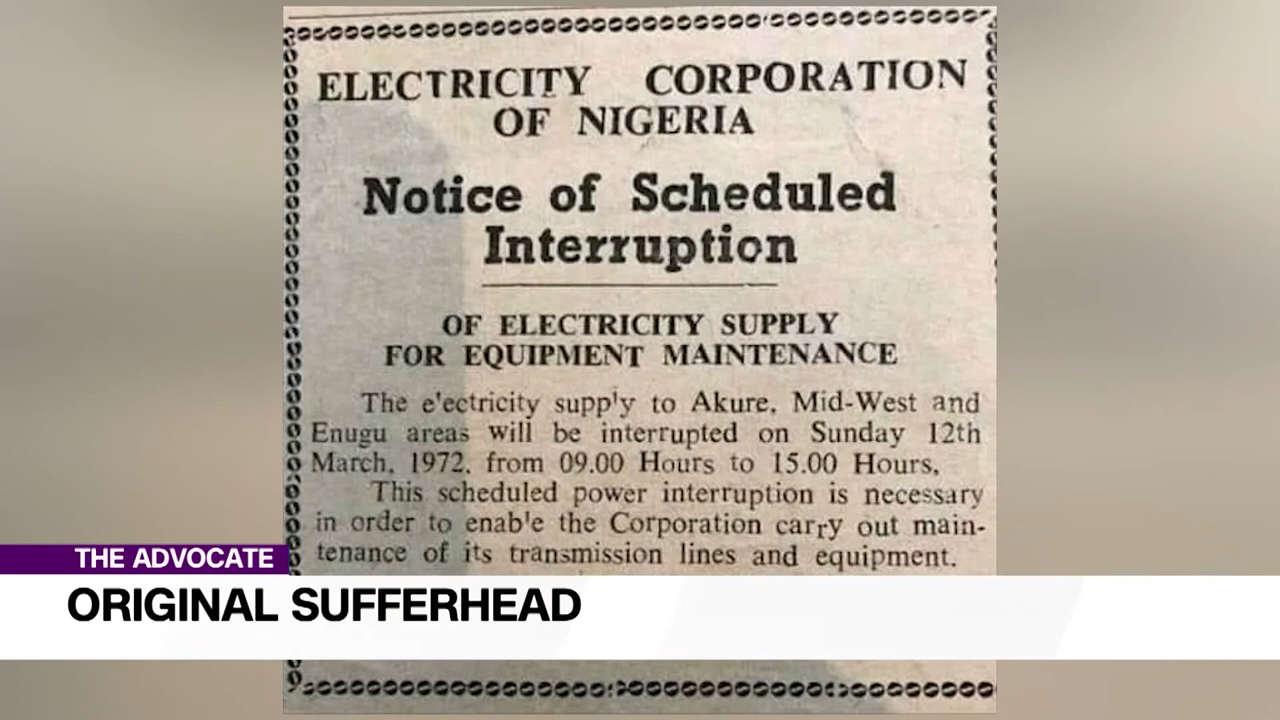 ELECTRICITY CORPORATION
OF NIGERIA
Notice of Scheduled
Interruption
OF ELECTRICITY SUPPLY
FOR EQUIPMENT MAINTENANCE
The e'ectricity supp'y to Akure, Mid-West and
Enugu areas will be interrupted on Sunday 12th
March, 1972, from 09.00 Hours to 15.00 Hours,
This scheduled power interruption is necessary
in order to enab'e the Corporation carry out main-
tenance of its transmission lines and equipment.
THE ADVOCATE
ORIGINAL SUFFERHEAD